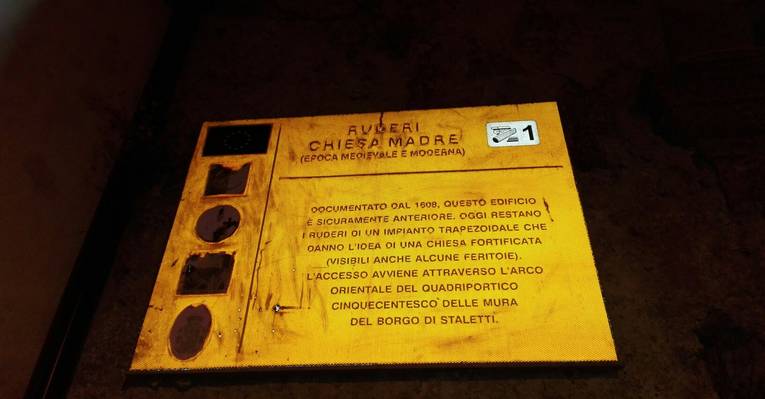 RUDERI
CHIESA MADRE
(EPOCA MEDIEVALE E MODERNA)
1
DOCUMENTATO DAL 1608, QUESTO EDIFICIO
È SICURAMENTE ANTERIORE. OGGI RESTANO
I RUDERI DI UN IMPIANTO TRAPEZOIDALE CHE
DANNO L'IDEA DI UNA CHIESA FORTIFICATA
(VISIBILI ANCHE ALCUNE FERITOIE).
L'ACCESSO AVVIENE ATTRAVERSO L'ARCO
ORIENTALE DEL QUADRIPORTICO
CINQUECENTESCO DELLE MURA
DEL BORGO DI STALETTÌ.